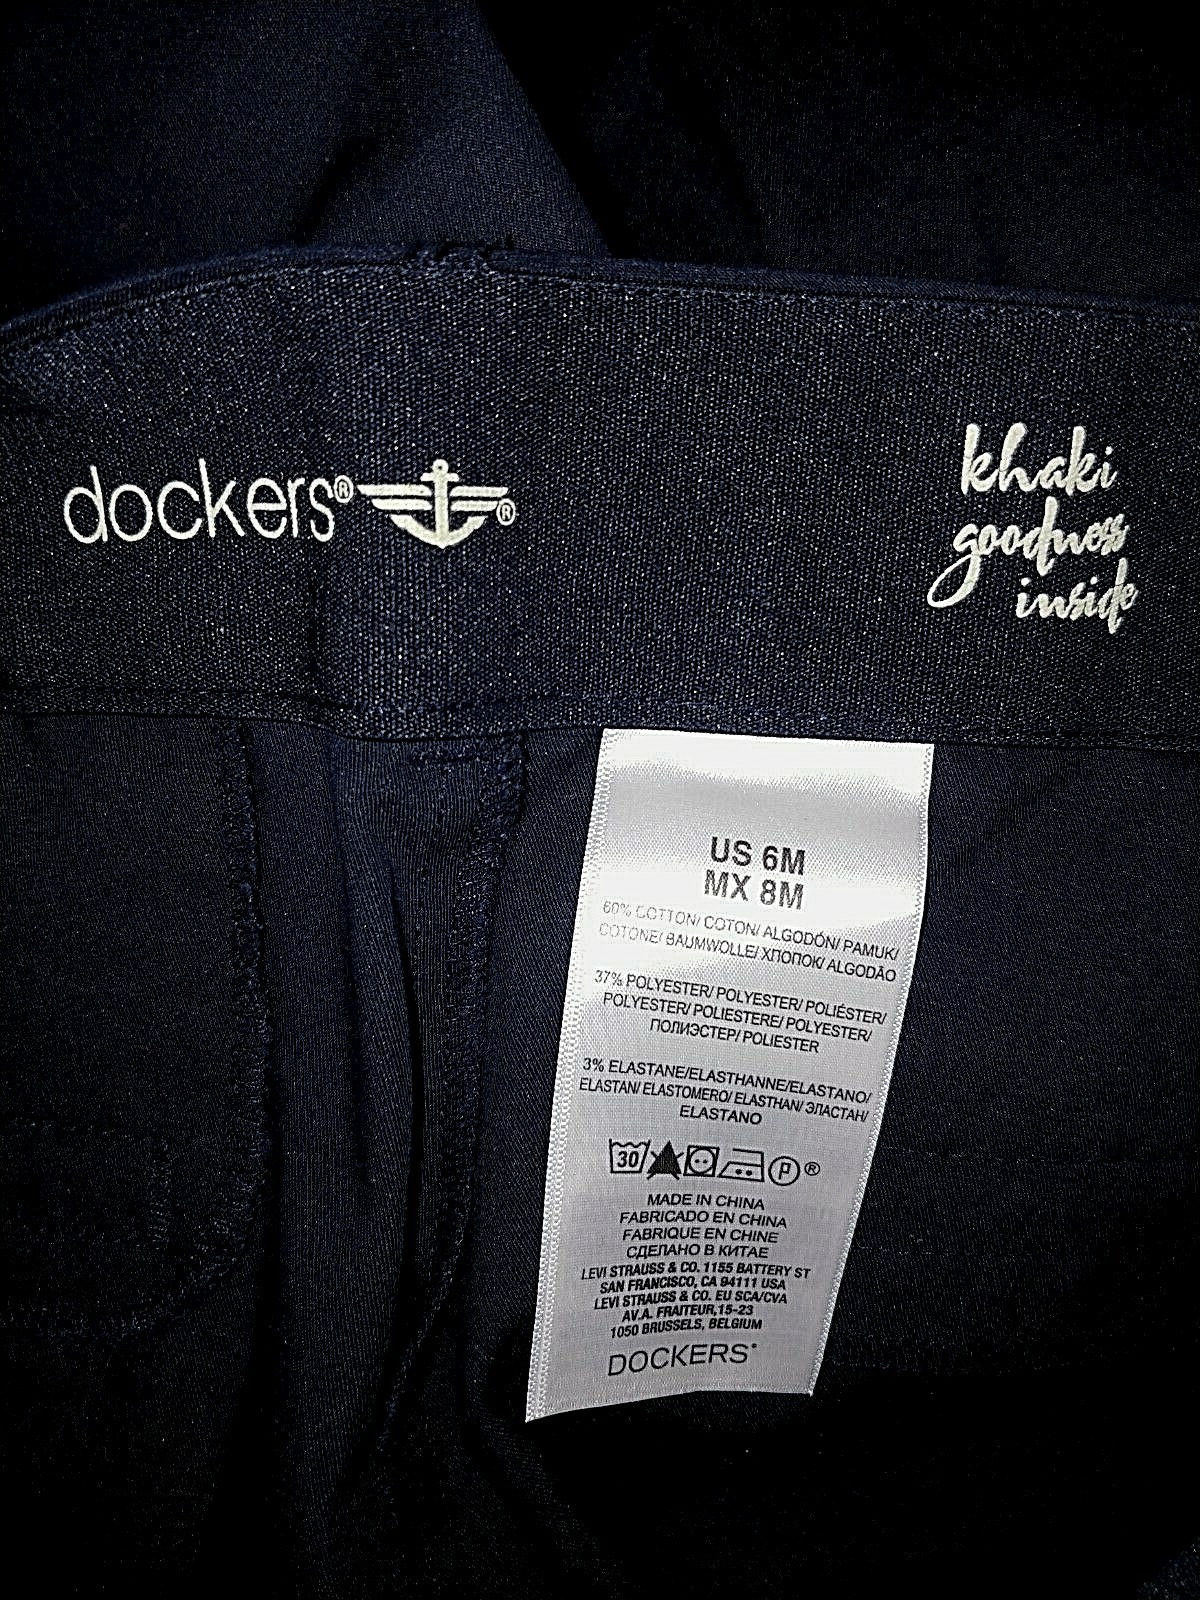 dockers®
®
khaki
goodness
inside
US 6M
MX 8M
60% COTTON/ COTON/ ALGODÓN/ PAMUK/
COTONE/ BAUMWOLLE/ ХЛОПОК/ ALGODÃO
37% POLYESTER/ POLYESTER/ POLIÉSTER/
POLYESTER/ POLIESTERE/ POLYESTER/
ПОЛИЭСТЕР/ POLIESTER
3% ELASTANE/ELASTHANNE/ELASTANO/
ELASTAN/ ELASTOMERO/ ELASTHAN/ ЭЛАСТАН/
ELASTANO
30 P ®
MADE IN CHINA
FABRICADO EN CHINA
FABRIQUE EN CHINE
СДЕЛАНО В КИТАЕ
LEVI STRAUSS & CO. 1155 BATTERY ST
SAN FRANCISCO, CA 94111 USA
LEVI STRAUSS & CO. EU SCA/CVA
AV.A. FRAITEUR,15-23
1050 BRUSSELS, BELGIUM
DOCKERS®